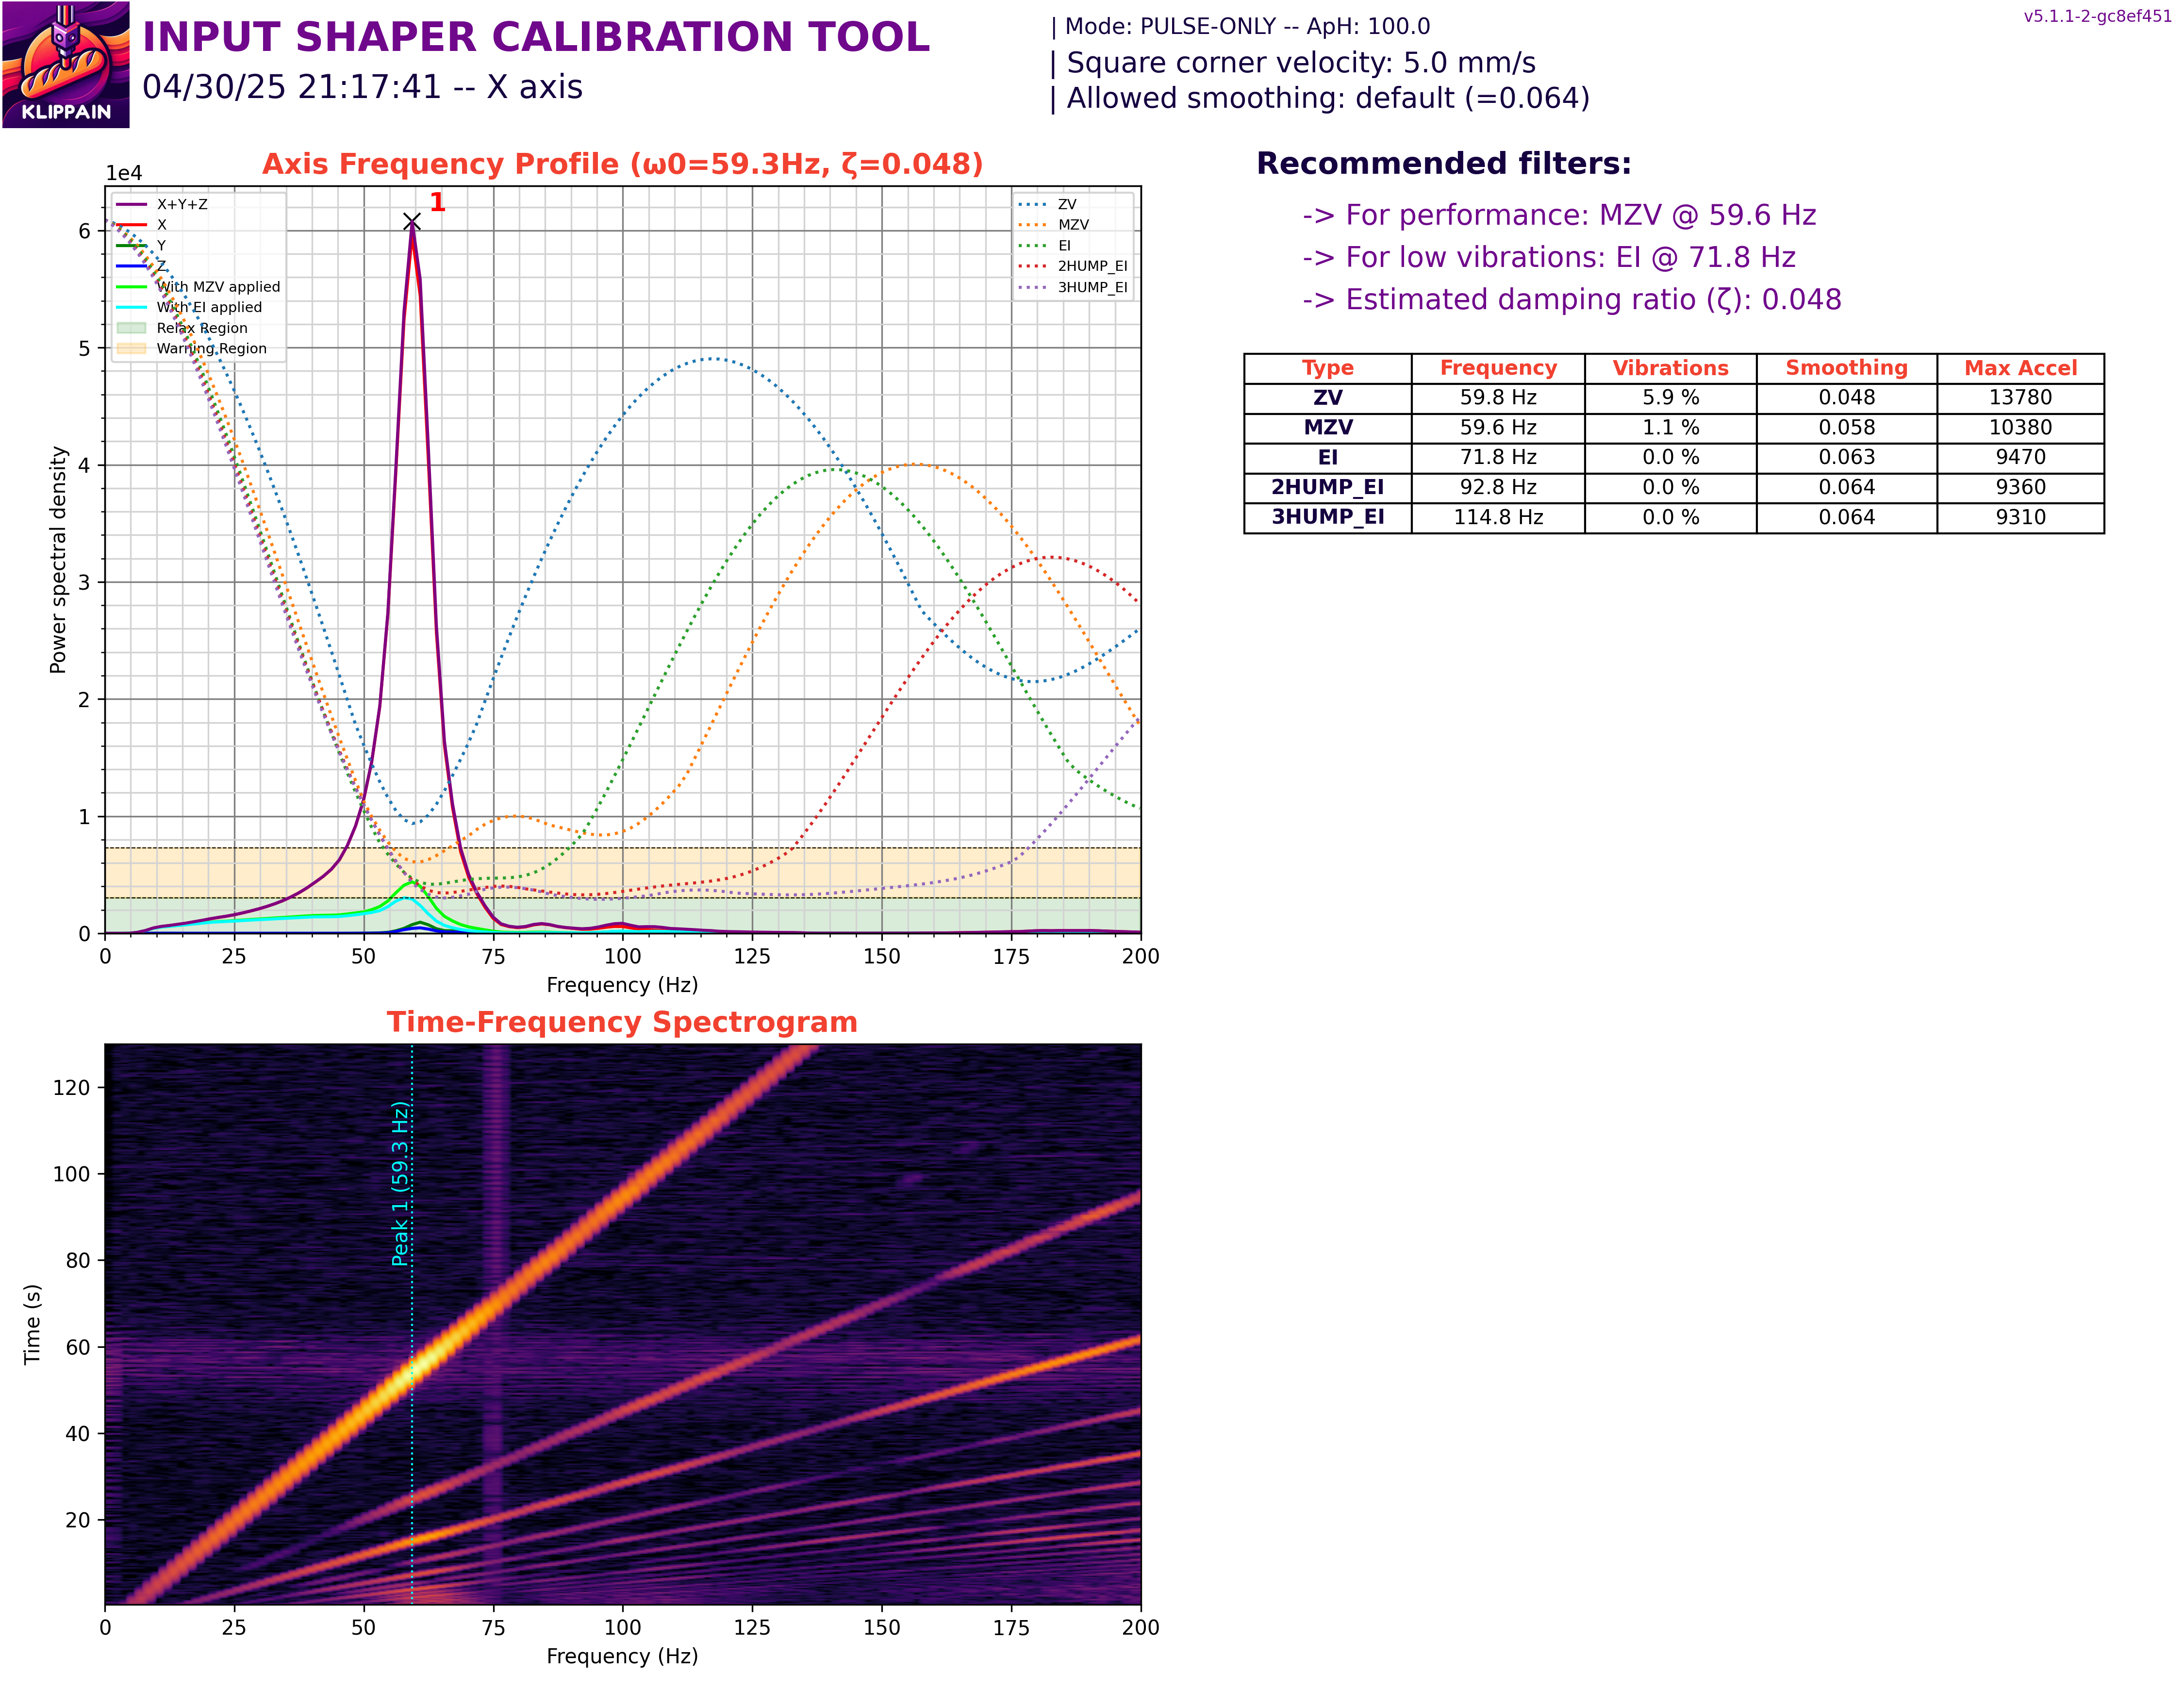 INPUT SHAPER CALIBRATION TOOL
04/30/25 21:17:41 -- X axis
KLIPPAIN
| Mode: PULSE-ONLY -- ApH: 100.0
| Square corner velocity: 5.0 mm/s
| Allowed smoothing: default (=0.064)
v5.1.1-2-gc8ef451
Axis Frequency Profile (ω0=59.3Hz, ζ=0.048)
1e4
X+Y+Z
X
Y
Z
With MZV applied
With EI applied
Relax Region
Warning Region
1
ZV
MZV
EI
2HUMP_EI
3HUMP_EI
Power spectral density
6
5
4
3
2
1
0
0 25 50 75 100 125 150 175 200
Frequency (Hz)
Recommended filters:
-> For performance: MZV @ 59.6 Hz
-> For low vibrations: EI @ 71.8 Hz
-> Estimated damping ratio (ζ): 0.048
Type Frequency Vibrations Smoothing Max Accel
ZV 59.8 Hz 5.9 % 0.048 13780
MZV 59.6 Hz 1.1 % 0.058 10380
EI 71.8 Hz 0.0 % 0.063 9470
2HUMP_EI 92.8 Hz 0.0 % 0.064 9360
3HUMP_EI 114.8 Hz 0.0 % 0.064 9310
Time-Frequency Spectrogram
Time (s)
120
100
80
60
40
20
Peak 1 (59.3 Hz)
0 25 50 75 100 125 150 175 200
Frequency (Hz)